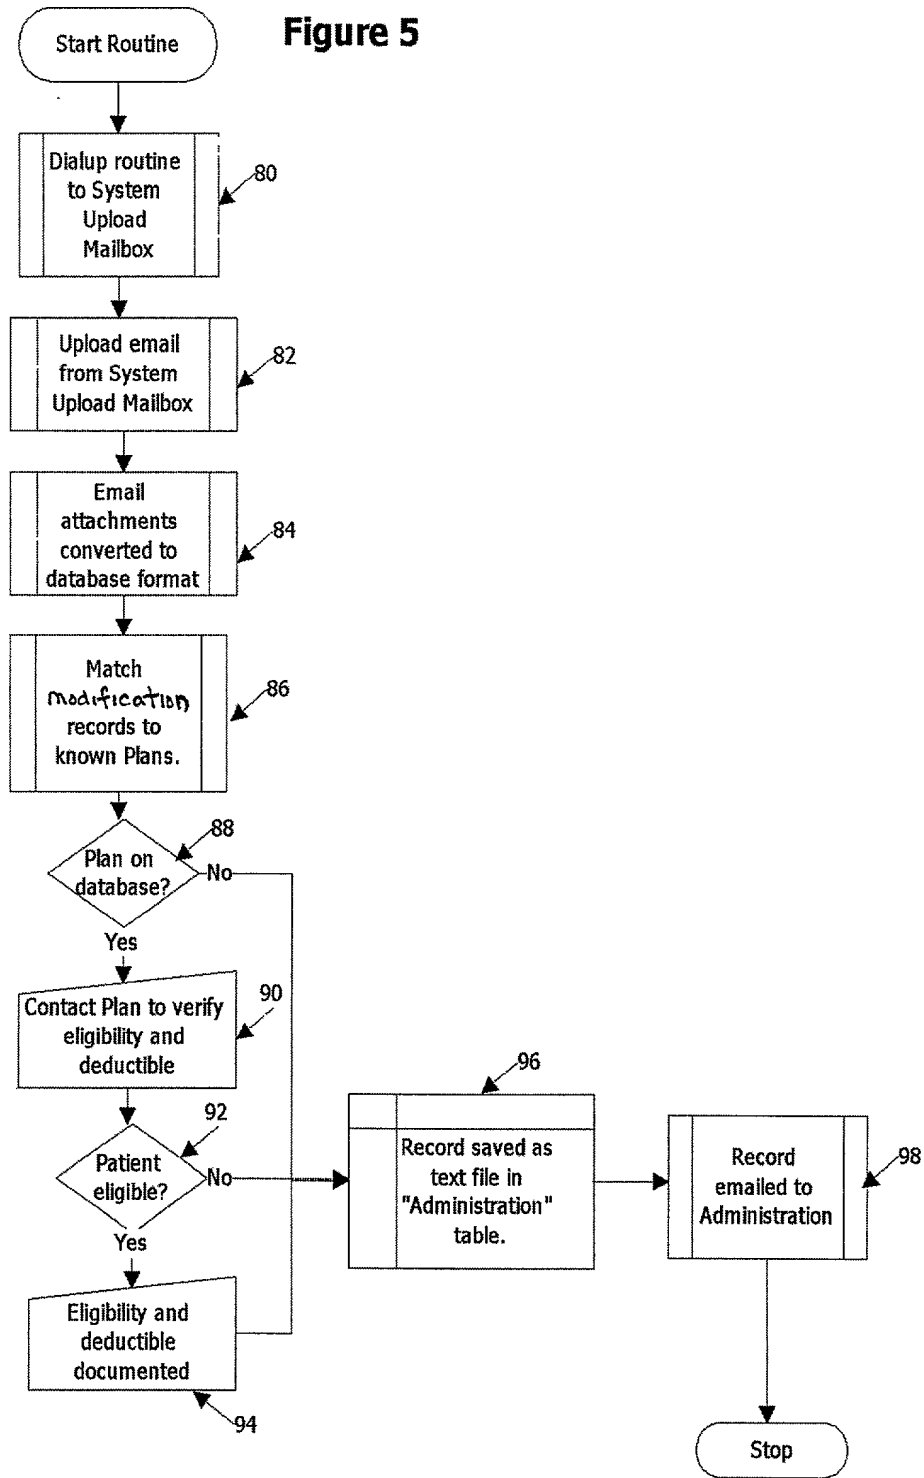 Figure 5
Start Routine
Dialup routine
to System
Upload
Mailbox
80
Upload email
from System
Upload Mailbox
82
Email
attachments
converted to
database format
84
Match
modification
records to
known Plans.
86
88
Plan on
database?
No
Yes
Contact Plan to verify
eligibility and
deductible
90
92
Patient
eligible?
No
Yes
Eligibility and
deductible
documented
94
96
Record saved as
text file in
"Administration"
table.
Record
emailed to
Administration
98
Stop